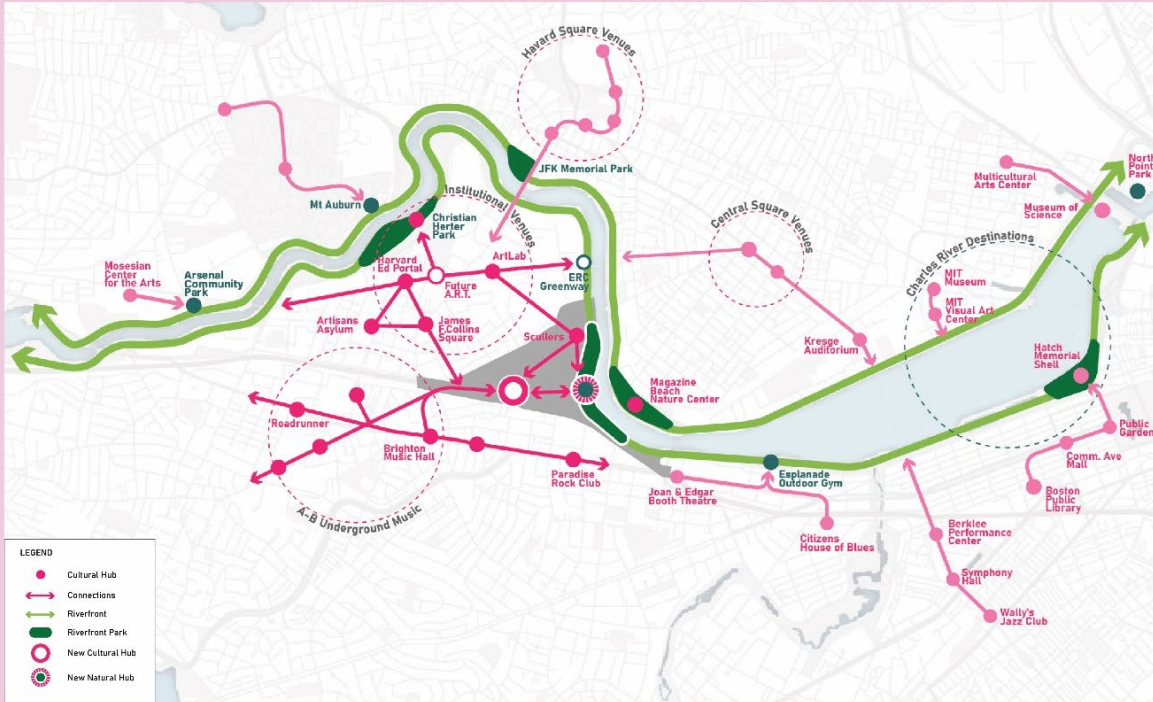 Havard Square Venues
JFK Memorial Park
Mt Auburn
Institutional Venues
Christian
Herter
Park
Central Square Venues
Multicultural
Arts Center
North
Point
Park
Museum of
Science
Charles River Destinations
Mosesian
Center
for the Arts
Arsenal
Community
Park
Harvard
Ed Portal
Future
A.R.T.
ArtLab
ERC
Greenway
MIT
Museum
MIT
Visual Art
Center
Artisans
Asylum
James
F.Collins
Square
Scullers
Kresge
Auditorium
Hatch
Memorial
Shell
Magazine
Beach
Nature Center
Roadrunner
Brighton
Music Hall
Paradise
Rock Club
A-B Underground Music
Joan & Edgar
Booth Theatre
Esplanade
Outdoor Gym
Citizens
House of Blues
Public
Garden
Comm. Ave
Mall
Boston
Public
Library
Berklee
Performance
Center
Symphony
Hall
Wally's
Jazz Club
LEGEND
Cultural Hub
Connections
Riverfront
Riverfront Park
New Cultural Hub
New Natural Hub